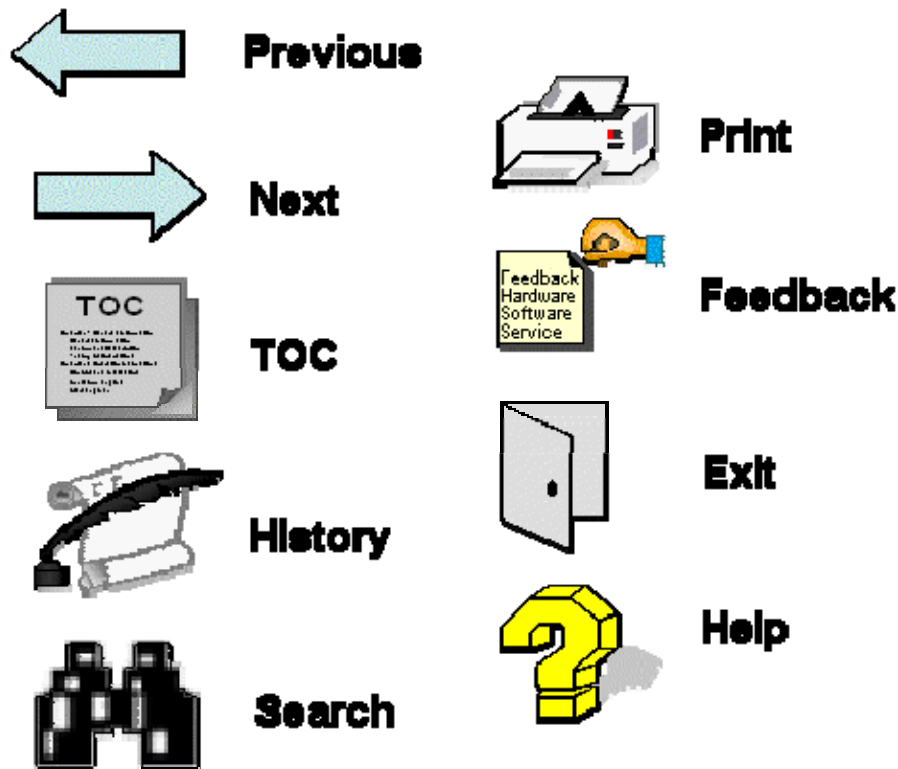 Previous
Next
TOC
TOC
History
Search
Print
Feedback
Hardware
Software
Service
Feedback
Exit
Help